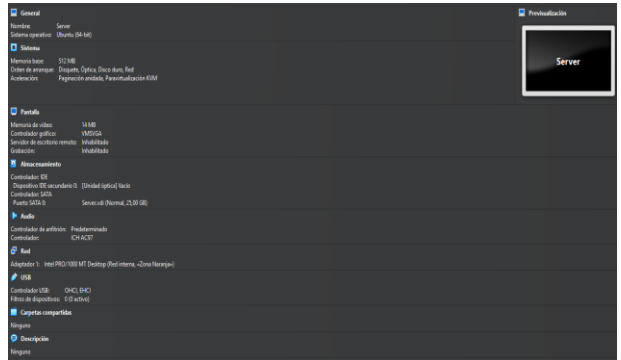 General
Nombre: Server
Sistema operativo: Ubuntu (64-bit)
Sistema
Memoria base: 512 MB
Orden de arranque: Disquete, Óptica, Disco duro, Red
Aceleración: Paginación anidada, Paravirtualización KVM
Pantalla
Memoria de vídeo: 14 MB
Controlador gráfico: VMSVGA
Servidor de escritorio remoto: Inhabilitado
Grabación: Inhabilitado
Almacenamiento
Controlador: IDE
Dispositivo IDE secundario 0: [Unidad óptica] Vacío
Controlador: SATA
Puerto SATA 0: Server.vdi (Normal, 25,00 GB)
Audio
Controlador de anfitrión: Predeterminado
Controlador: ICH AC97
Red
Adaptador 1: Intel PRO/1000 MT Desktop (Red interna, «Zona Naranja»)
USB
Controlador USB: OHCI, EHCI
Filtros de dispositivos: 0 (0 activo)
Carpetas compartidas
Ninguno
Descripción
Ninguno
Previsualización
Server